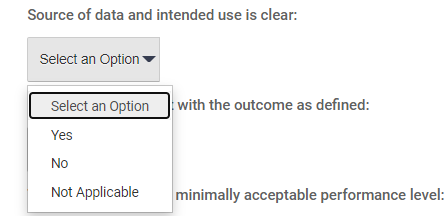 Source of data and intended use is clear:
Select an Option
Select an Option
with the outcome as defined:
Yes
No
Not Applicable
minimally acceptable performance level: